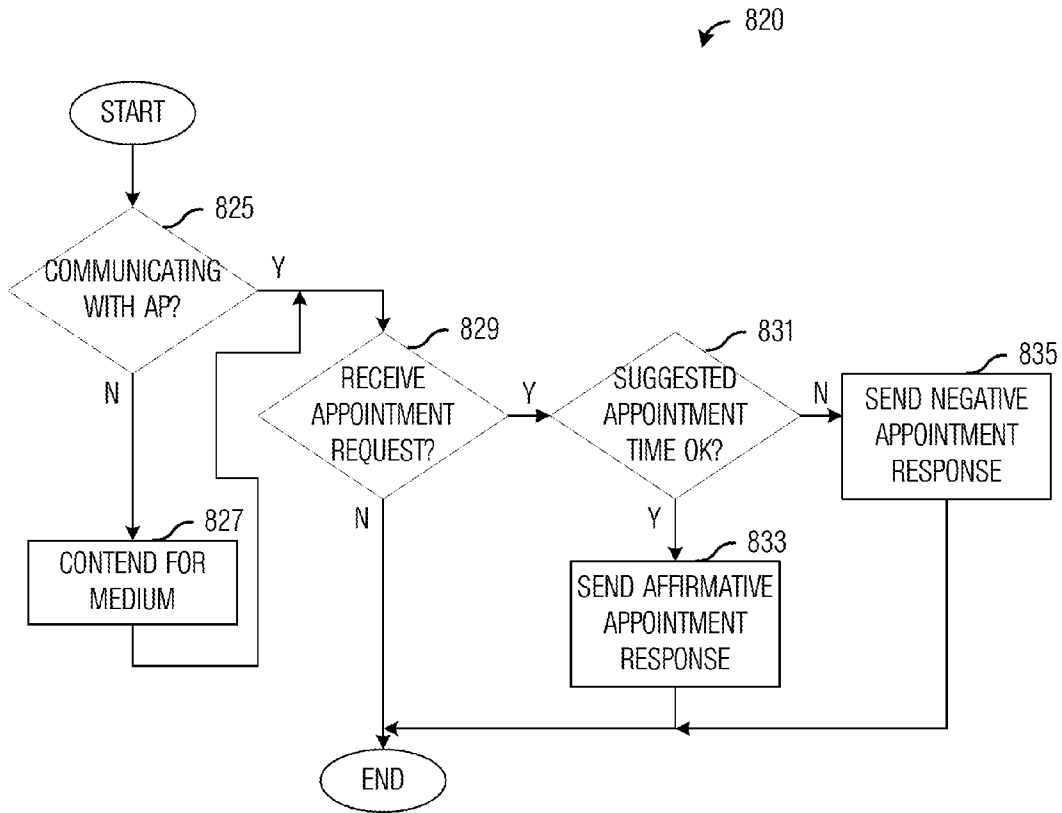 820
START
825
COMMUNICATING
WITH AP?
Y
N
829
RECEIVE
APPOINTMENT
REQUEST?
Y
N
831
SUGGESTED
APPOINTMENT
TIME OK?
N
Y
835
SEND NEGATIVE
APPOINTMENT
RESPONSE
827
CONTEND FOR
MEDIUM
833
SEND AFFIRMATIVE
APPOINTMENT
RESPONSE
END